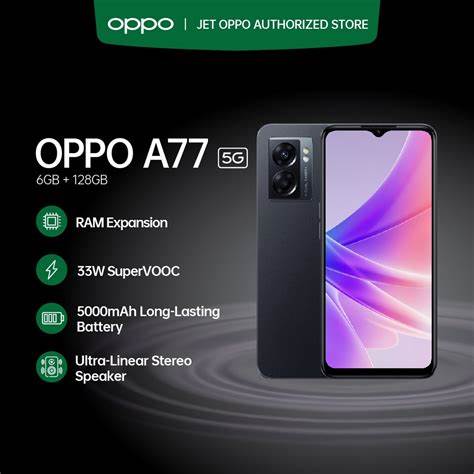 oppo | JET OPPO AUTHORIZED STORE
OPPO A77 5G
6GB + 128GB
RAM Expansion
33W SuperVOOC
5000mAh Long-Lasting
Battery
Ultra-Linear Stereo
Speaker